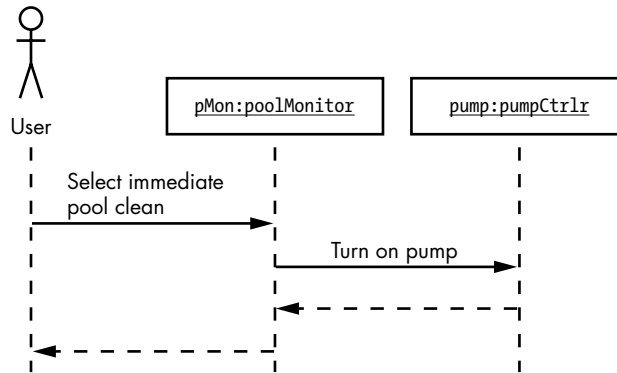 User
pMon:poolMonitor
pump:pumpCtrlr
Select immediate
pool clean
Turn on pump